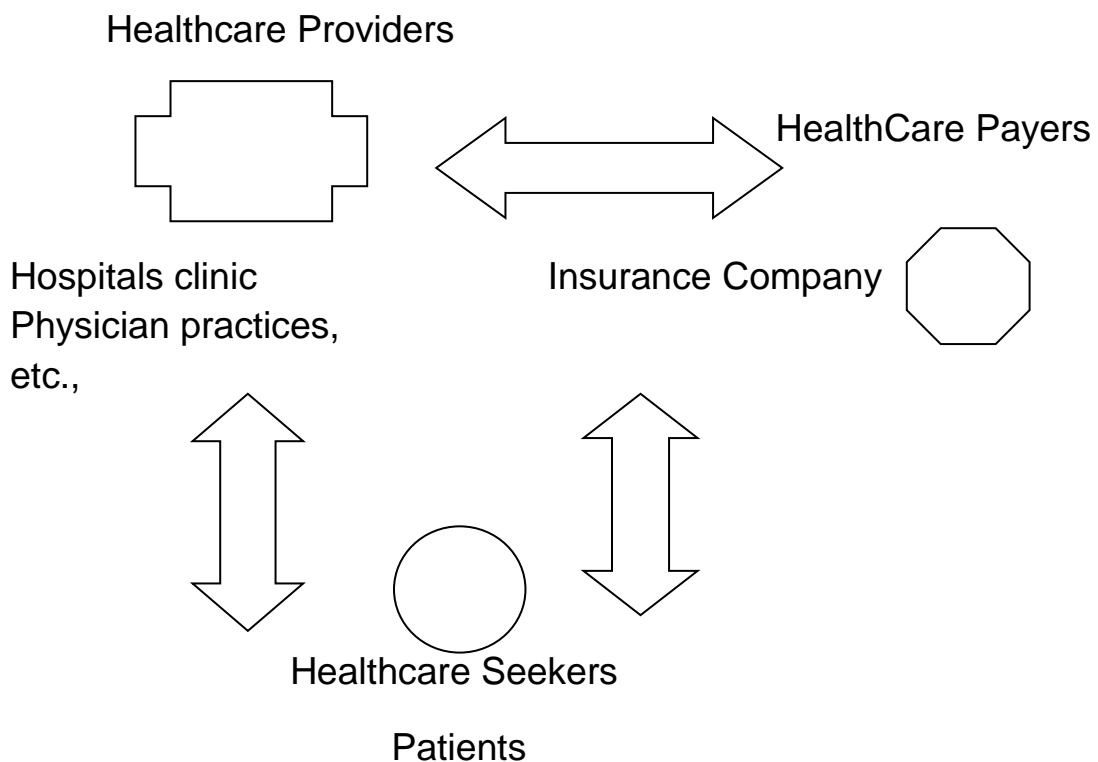 Healthcare Providers
HealthCare Payers
Hospitals clinic
Physician practices,
etc.,
Insurance Company
Healthcare Seekers
Patients